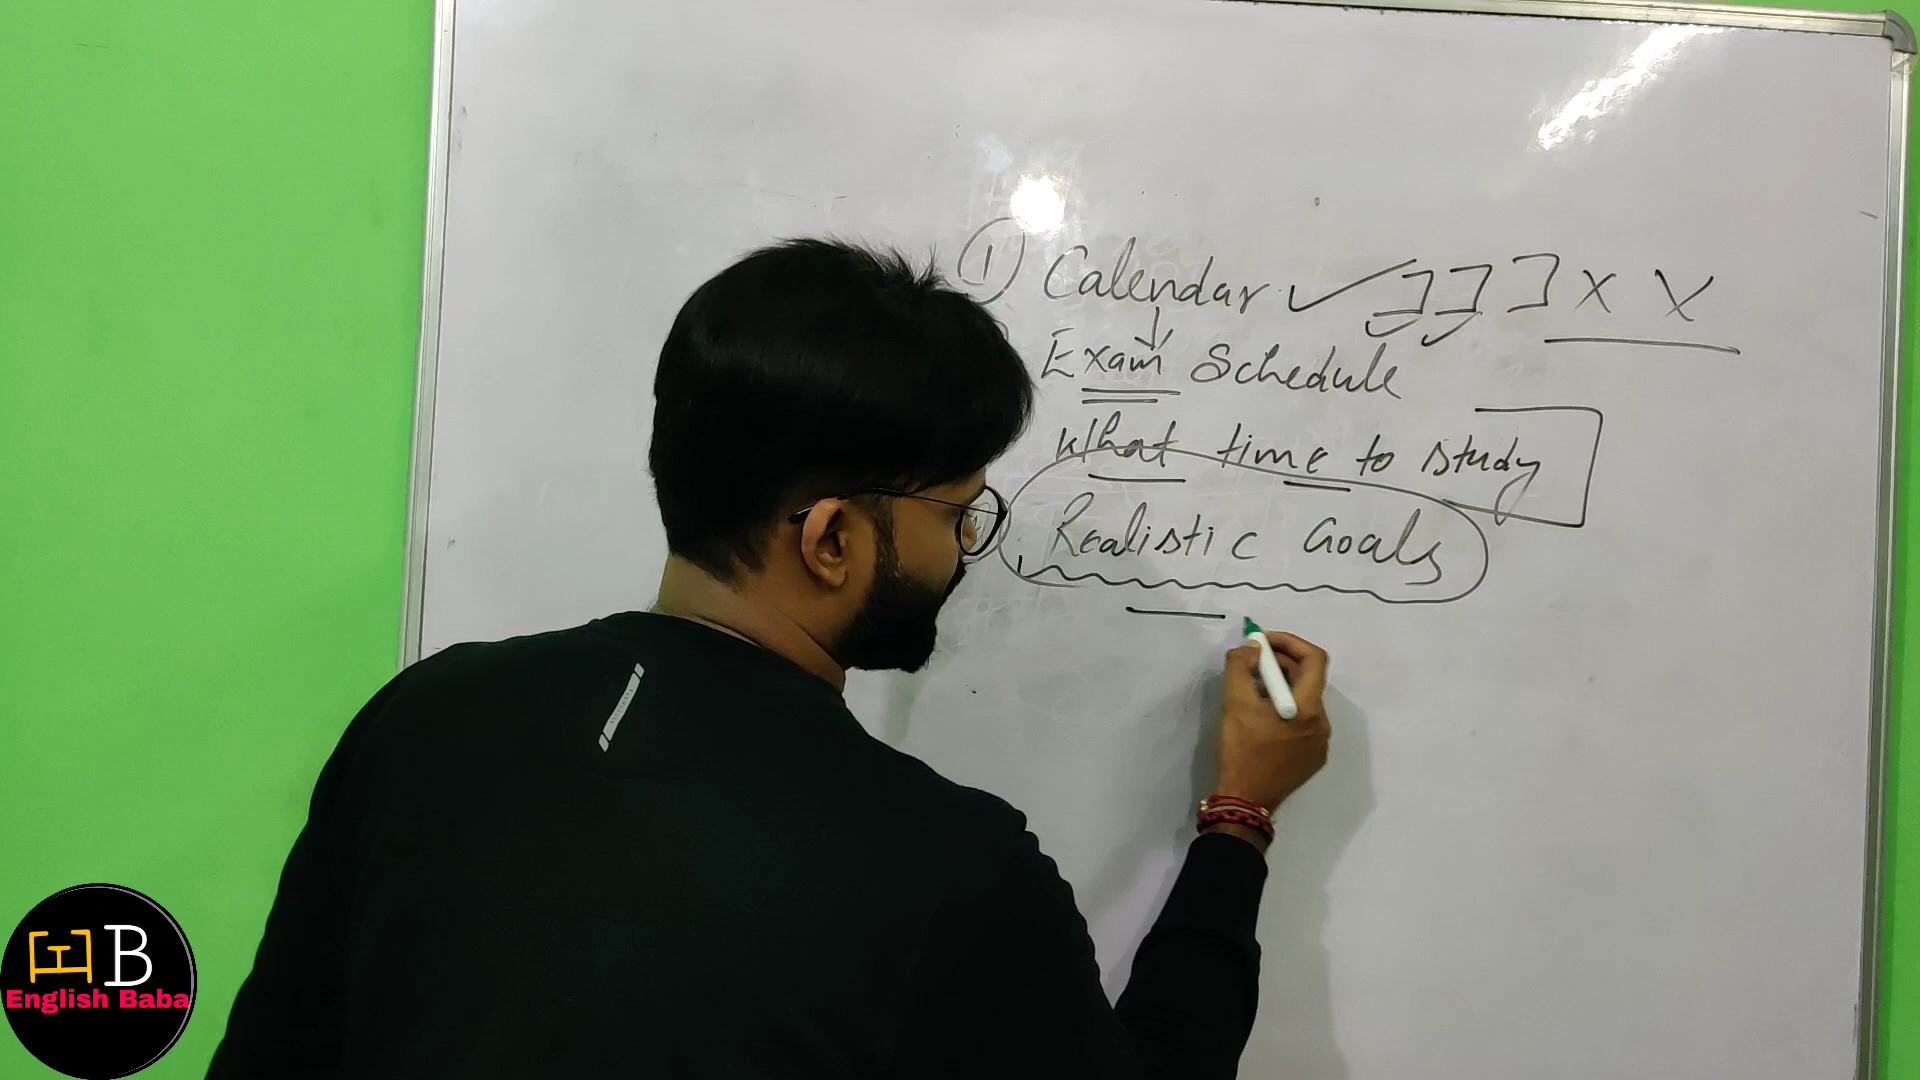 ① Calendar ✓ ] ] ] X X
Exam Schedule
What time to study
Realistic Goals
B
English Baba